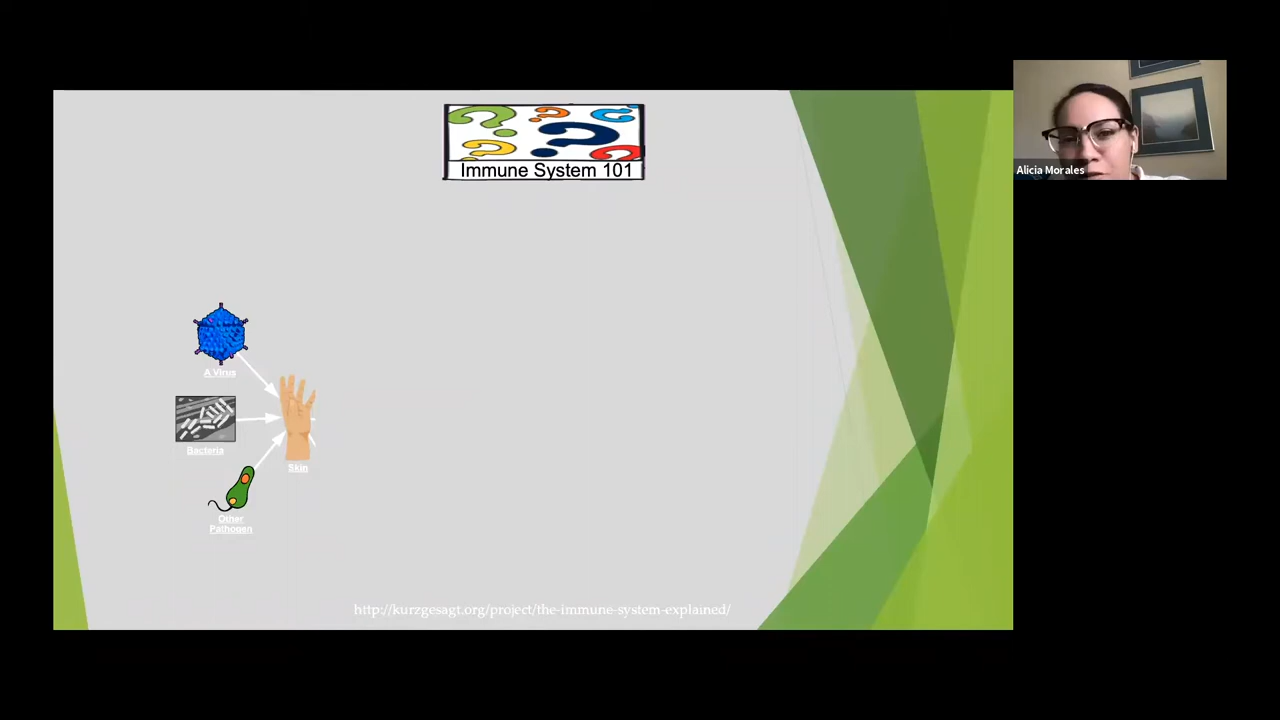 Immune System 101
Alicia Morales
A Virus
Bacteria
Skin
Other
Pathogen
http://kurzgesagt.org/project/the-immune-system-explained/